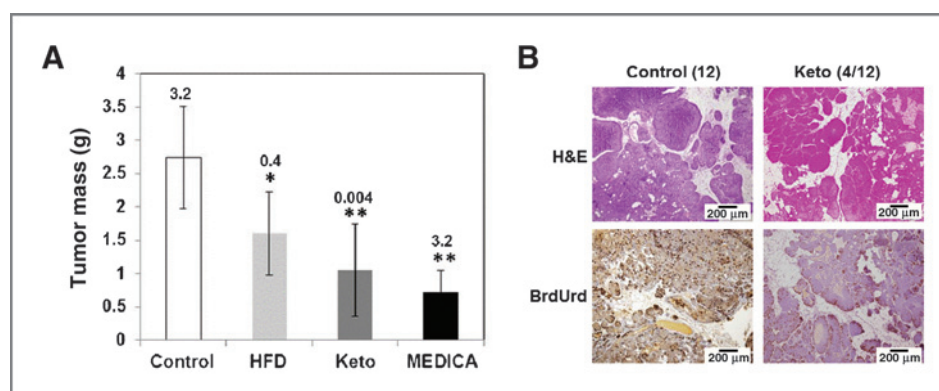 A
Tumor mass (g)
4
3.5
3
2.5
2
1.5
1
0.5
0
3.2
0.4
*
0.004
**
3.2
**
Control HFD Keto MEDICA
B
Control (12) Keto (4/12)
H&E
200 µm 200 µm
BrdUrd
200 µm 200 µm